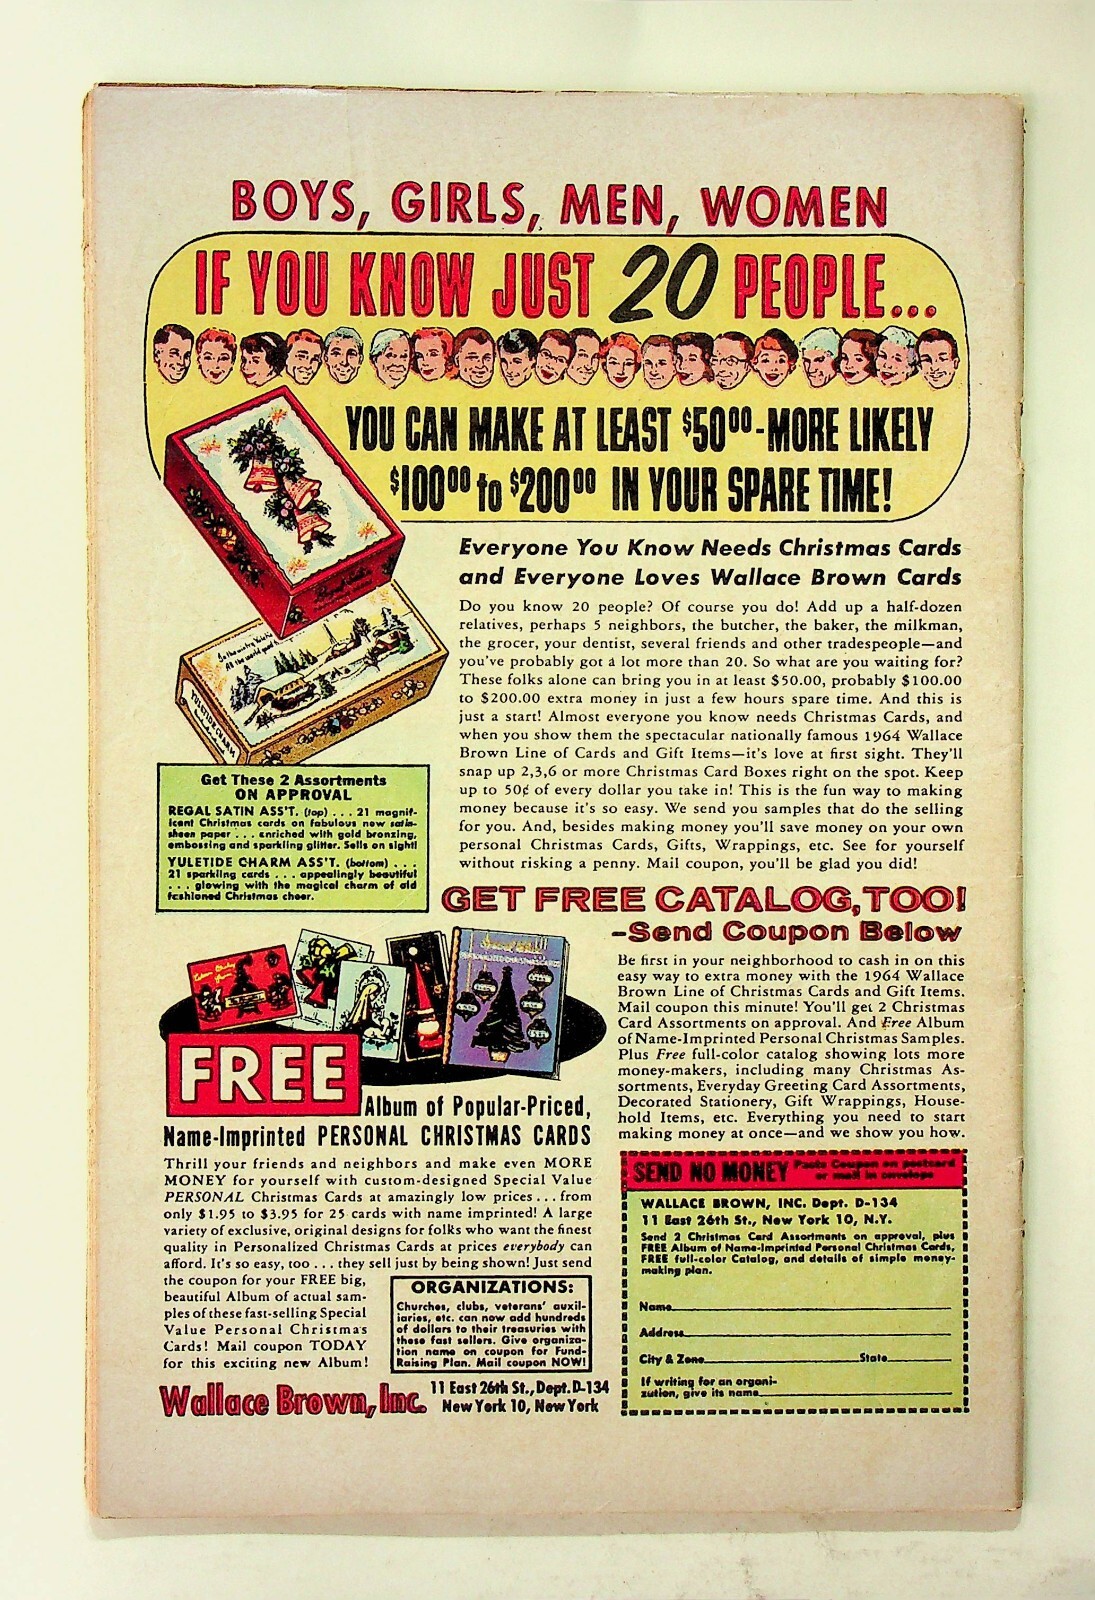 BOYS, GIRLS, MEN, WOMEN
IF YOU KNOW JUST 20 PEOPLE...
YOU CAN MAKE AT LEAST $50.00-MORE LIKELY
$100.00 to $200.00 IN YOUR SPARE TIME!
YULETIDE CHARM
Everyone You Know Needs Christmas Cards
and Everyone Loves Wallace Brown Cards
Do you know 20 people? Of course you do! Add up a half-dozen
relatives, perhaps 5 neighbors, the butcher, the baker, the milkman,
the grocer, your dentist, several friends and other tradespeople—and
you've probably got a lot more than 20. So what are you waiting for?
These folks alone can bring you in at least $50.00, probably $100.00
to $200.00 extra money in just a few hours spare time. And this is
just a start! Almost everyone you know needs Christmas Cards, and
when you show them the spectacular nationally famous 1964 Wallace
Brown Line of Cards and Gift Items—it's love at first sight. They'll
snap up 2,3,6 or more Christmas Card Boxes right on the spot. Keep
up to 50¢ of every dollar you take in! This is the fun way to making
money because it's so easy. We send you samples that do the selling
for you. And, besides making money you'll save money on your own
personal Christmas Cards, Gifts, Wrappings, etc. See for yourself
without risking a penny. Mail coupon, you'll be glad you did!
Get These 2 Assortments
ON APPROVAL
REGAL SATIN ASS'T. (top) . . . 21 magnif-
icent Christmas cards on fabulous new satin-
sheen paper . . . enriched with gold bronzing,
embossing and sparkling glitter. Sells on sight!
YULETIDE CHARM ASS'T. (bottom) . . .
21 sparkling cards . . . appealingly beautiful
. . . glowing with the magical charm of old
fashioned Christmas cheer.
GET FREE CATALOG, TOO!
-Send Coupon Below
Be first in your neighborhood to cash in on this
easy way to extra money with the 1964 Wallace
Brown Line of Christmas Cards and Gift Items.
Mail coupon this minute! You'll get 2 Christmas
Card Assortments on approval. And Free Album
of Name-Imprinted Personal Christmas Samples.
Plus Free full-color catalog showing lots more
money-makers, including many Christmas As-
sortments, Everyday Greeting Card Assortments,
Decorated Stationery, Gift Wrappings, House-
hold Items, etc. Everything you need to start
making money at once—and we show you how.
FREE
Album of Popular-Priced,
Name-Imprinted PERSONAL CHRISTMAS CARDS
Thrill your friends and neighbors and make even MORE
MONEY for yourself with custom-designed Special Value
PERSONAL Christmas Cards at amazingly low prices . . . from
only $1.95 to $3.95 for 25 cards with name imprinted! A large
variety of exclusive, original designs for folks who want the finest
quality in Personalized Christmas Cards at prices everybody can
afford. It's so easy, too . . . they sell just by being shown! Just send
the coupon for your FREE big,
beautiful Album of actual sam-
ples of these fast-selling Special
Value Personal Christmas
Cards! Mail coupon TODAY
for this exciting new Album!
ORGANIZATIONS:
Churches, clubs, veterans' auxil-
iaries, etc. can now add hundreds
of dollars to their treasuries with
these fast sellers. Give organiza-
tion name on coupon for Fund-
Raising Plan. Mail coupon NOW!
Wallace Brown, Inc. 11 East 26th St., Dept. D-134
New York 10, New York
SEND NO MONEY Paste Coupon on postcard
or mail in envelope
WALLACE BROWN, INC. Dept. D-134
11 East 26th St., New York 10, N.Y.
Send 2 Christmas Card Assortments on approval, plus
FREE Album of Name-Imprinted Personal Christmas Cards,
FREE full-color Catalog, and details of simple money-
making plan.
Name
Address
City & Zone State
If writing for an organi-
zation, give its name